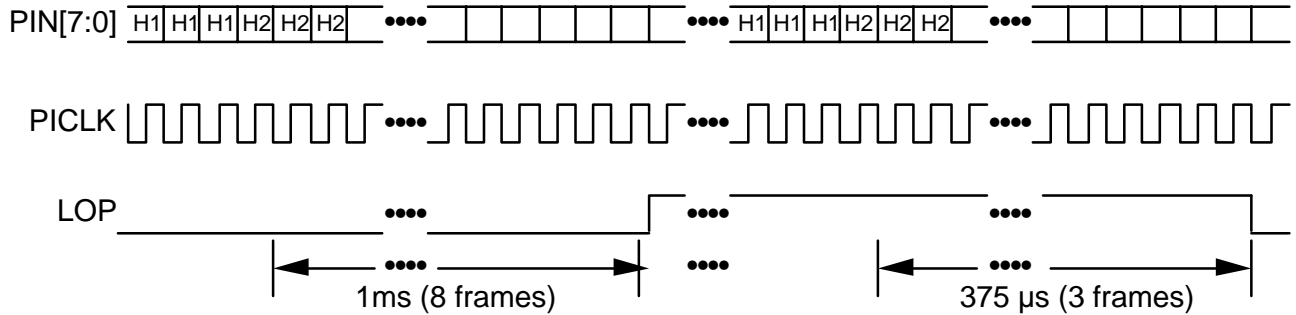 PIN[7:0] H1 H1 H1 H2 H2 H2 •••• •••• H1 H1 H1 H2 H2 H2 ••••
PICLK •••• •••• ••••
LOP •••• •••• ••••
•••• •••• ••••
1ms (8 frames) 375 µs (3 frames)